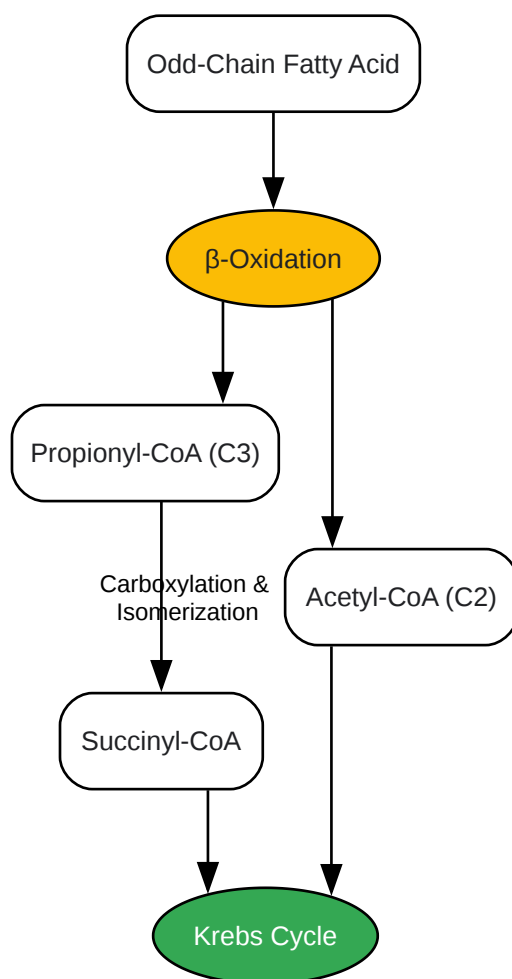 Odd-Chain Fatty Acid
β-Oxidation
Propionyl-CoA (C3)
Carboxylation &
Isomerization
Acetyl-CoA (C2)
Succinyl-CoA
Krebs Cycle